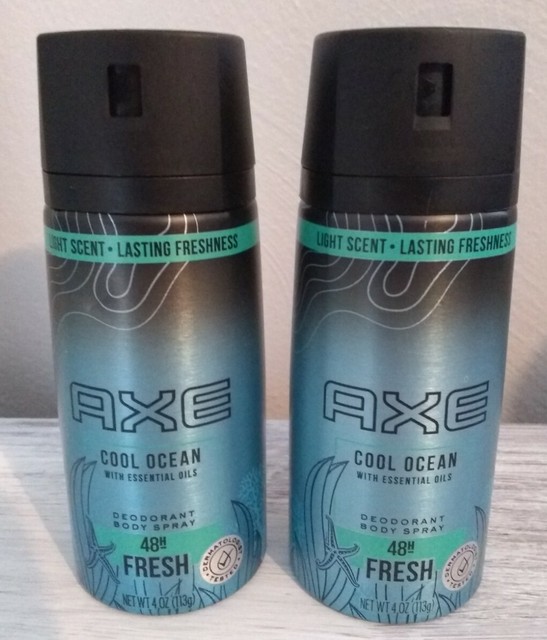 LIGHT SCENT • LASTING FRESHNESS
AXE
COOL OCEAN
WITH ESSENTIAL OILS
DEODORANT
BODY SPRAY
48H
FRESH
DERMATOLOGIST TESTED
NET WT 4 OZ (113g)
LIGHT SCENT • LASTING FRESHNESS
AXE
COOL OCEAN
WITH ESSENTIAL OILS
DEODORANT
BODY SPRAY
48H
FRESH
DERMATOLOGIST TESTED
NET WT 4 OZ (113g)